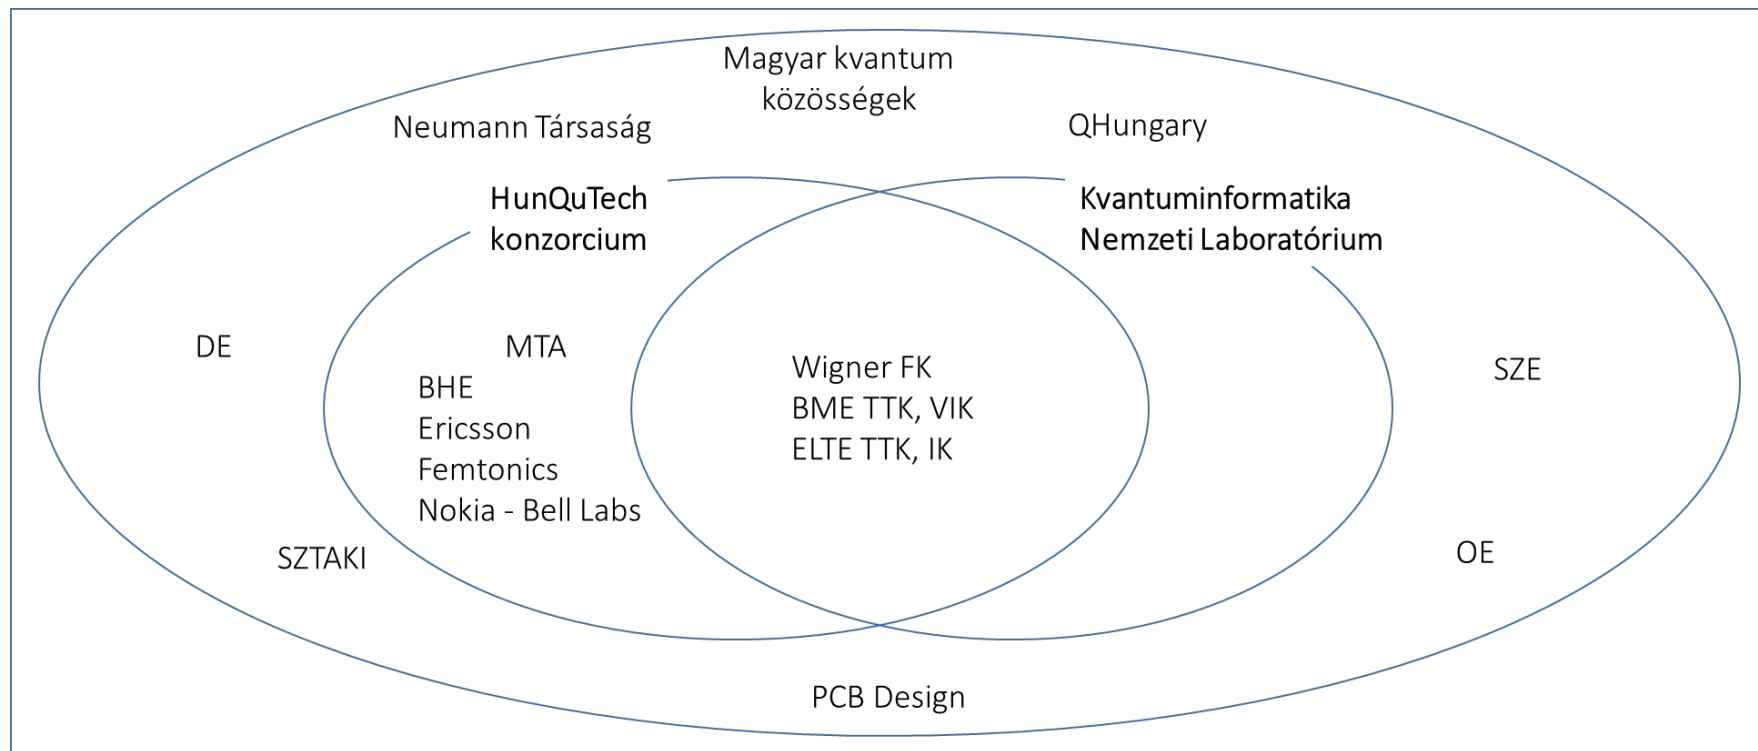 Magyar kvantum
közösségek
Neumann Társaság
QHungary
HunQuTech
konzorcium
Kvantuminformatika
Nemzeti Laboratórium
DE
MTA
BHE
Ericsson
Femtonics
Nokia - Bell Labs
SZTAKI
Wigner FK
BME TTK, VIK
ELTE TTK, IK
SZE
OE
PCB Design